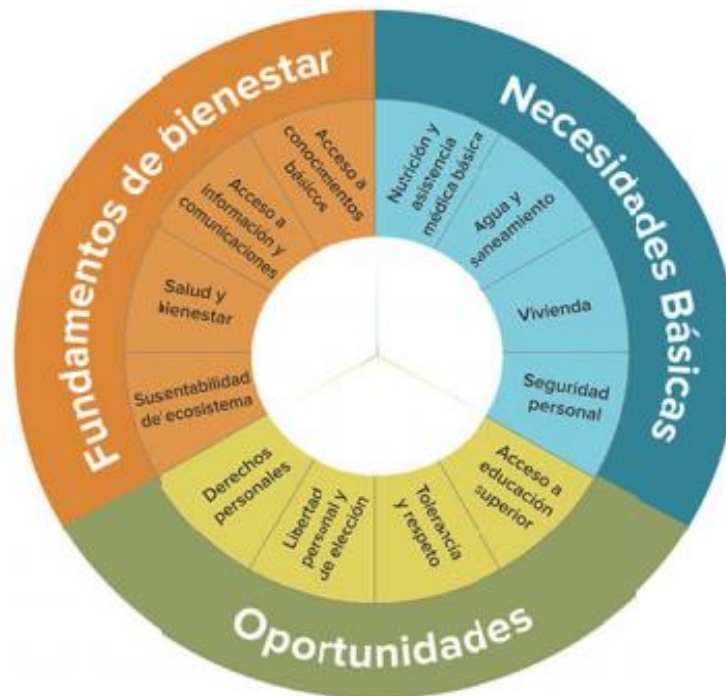 Fundamentos de bienestar
Necesidades Básicas
Oportunidades
Acceso a
conocimientos
básicos
Acceso a
informacion y
comunicaciones
Salud y
bienestar
Sustentabilidad
de ecosistema
Nutrición y
asistencia
médica básica
Agua y
saneamiento
Vivienda
Seguridad
personal
Acceso a
educación
superior
Tolerancia
y respeto
Libertad
personal y
de elección
Derechos
personales